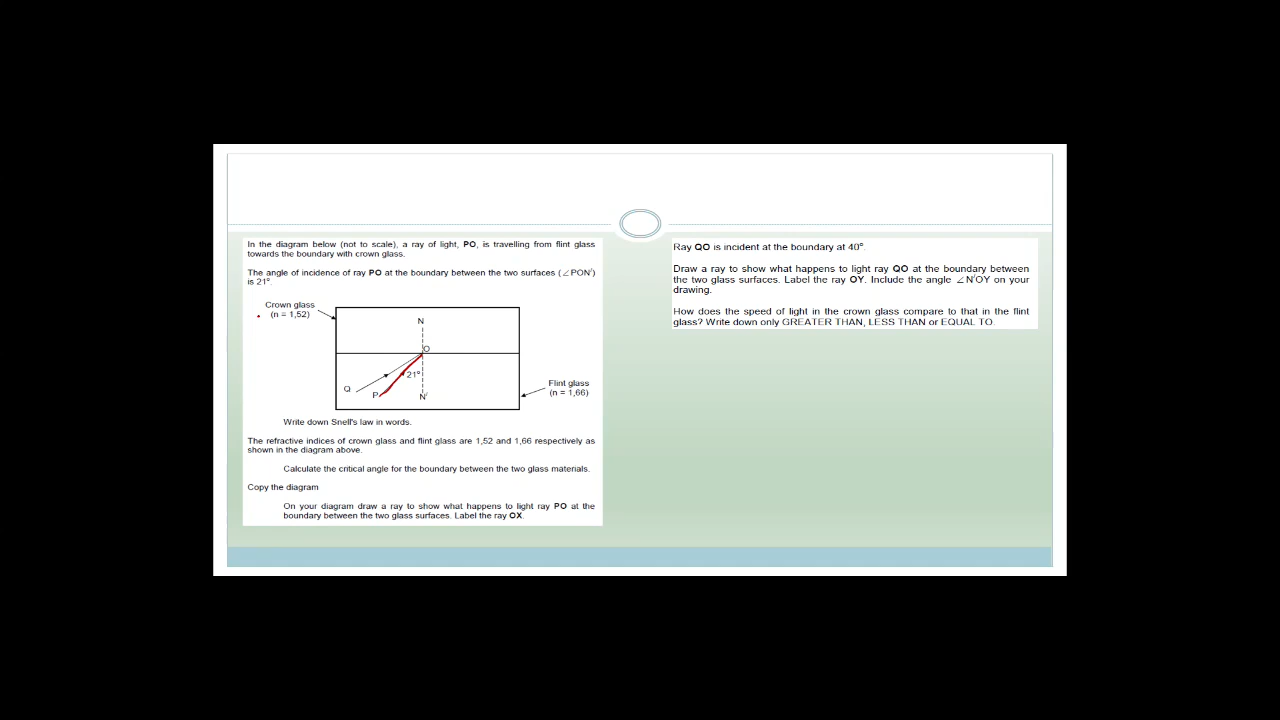 In the diagram below (not to scale), a ray of light, PO, is travelling from flint glass
towards the boundary with crown glass.
The angle of incidence of ray PO at the boundary between the two surfaces (∠PON/)
is 21°.
Crown glass
(n = 1,52)
N
O
21°
Q
P
N/
Flint glass
(n = 1,66)
Write down Snell's law in words.
The refractive indices of crown glass and flint glass are 1,52 and 1,66 respectively as
shown in the diagram above.
Calculate the critical angle for the boundary between the two glass materials.
Copy the diagram
On your diagram draw a ray to show what happens to light ray PO at the
boundary between the two glass surfaces. Label the ray OX.
Ray QO is incident at the boundary at 40°.
Draw a ray to show what happens to light ray QO at the boundary between
the two glass surfaces. Label the ray OY. Include the angle ∠N/OY on your
drawing.
How does the speed of light in the crown glass compare to that in the flint
glass? Write down only GREATER THAN, LESS THAN or EQUAL TO.